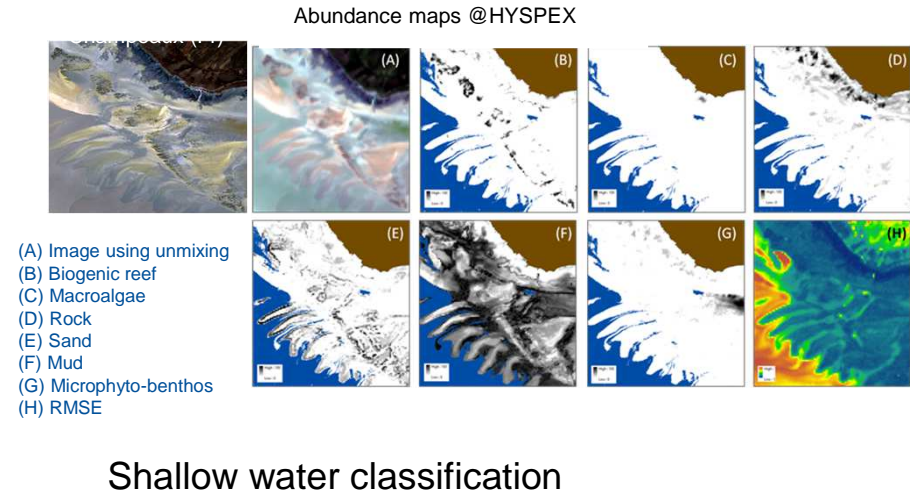 Abundance maps @HYSPEX
(A)
(B)
(C)
(D)
(E)
(F)
(G)
(H)
(A) Image using unmixing
(B) Biogenic reef
(C) Macroalgae
(D) Rock
(E) Sand
(F) Mud
(G) Microphyto-benthos
(H) RMSE
Shallow water classification